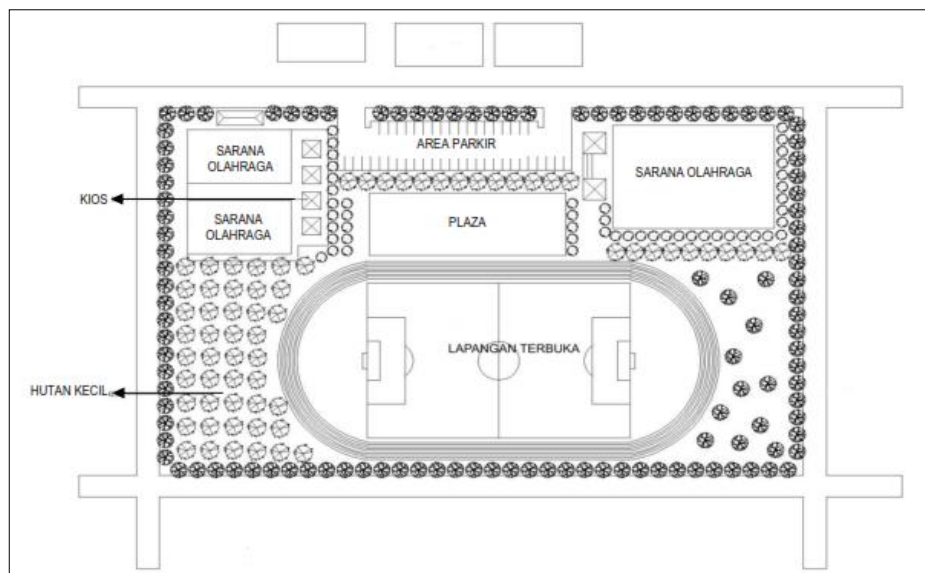 SARANA
OLAHRAGA
AREA PARKIR
SARANA OLAHRAGA
KIOS
SARANA
OLAHRAGA
PLAZA
LAPANGAN TERBUKA
HUTAN KECIL